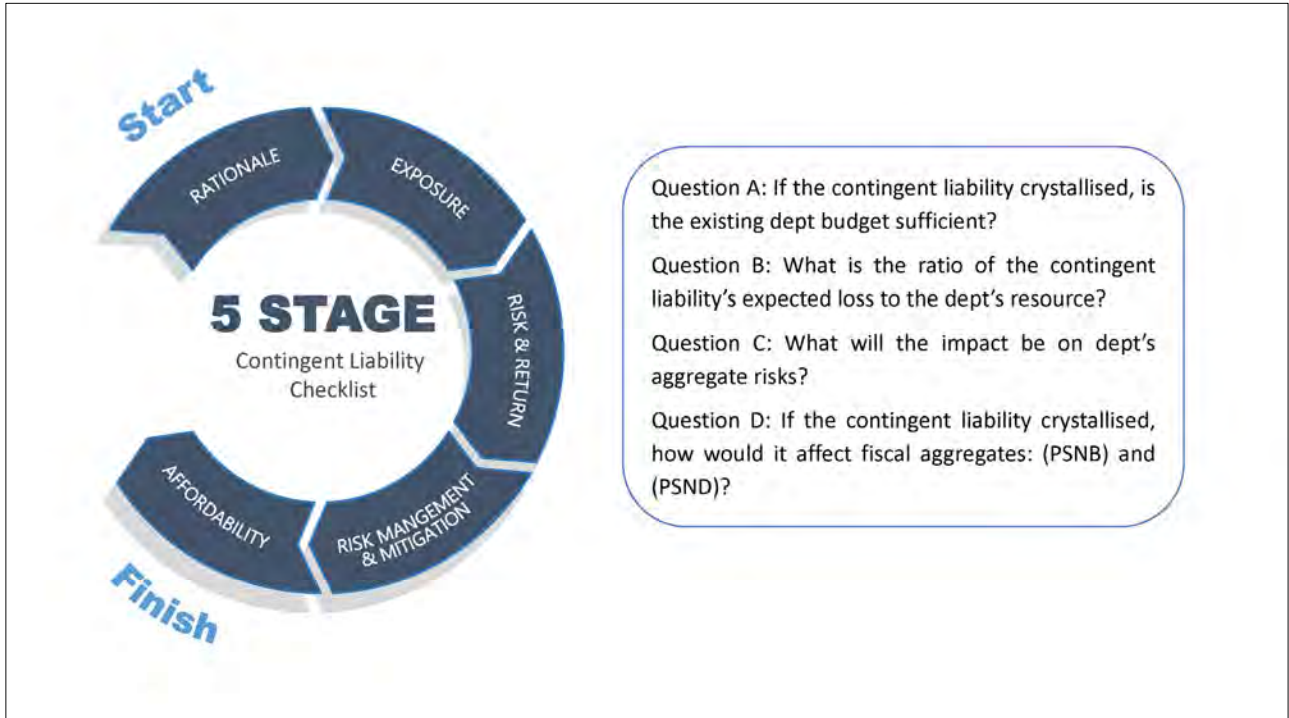 Start
RATIONALE
EXPOSURE
RISK & RETURN
RISK MANGEMENT
& MITIGATION
AFFORDABILITY
Finish
5 STAGE
Contingent Liability
Checklist
Question A: If the contingent liability crystallised, is
the existing dept budget sufficient?
Question B: What is the ratio of the contingent
liability’s expected loss to the dept’s resource?
Question C: What will the impact be on dept’s
aggregate risks?
Question D: If the contingent liability crystallised,
how would it affect fiscal aggregates: (PSNB) and
(PSND)?